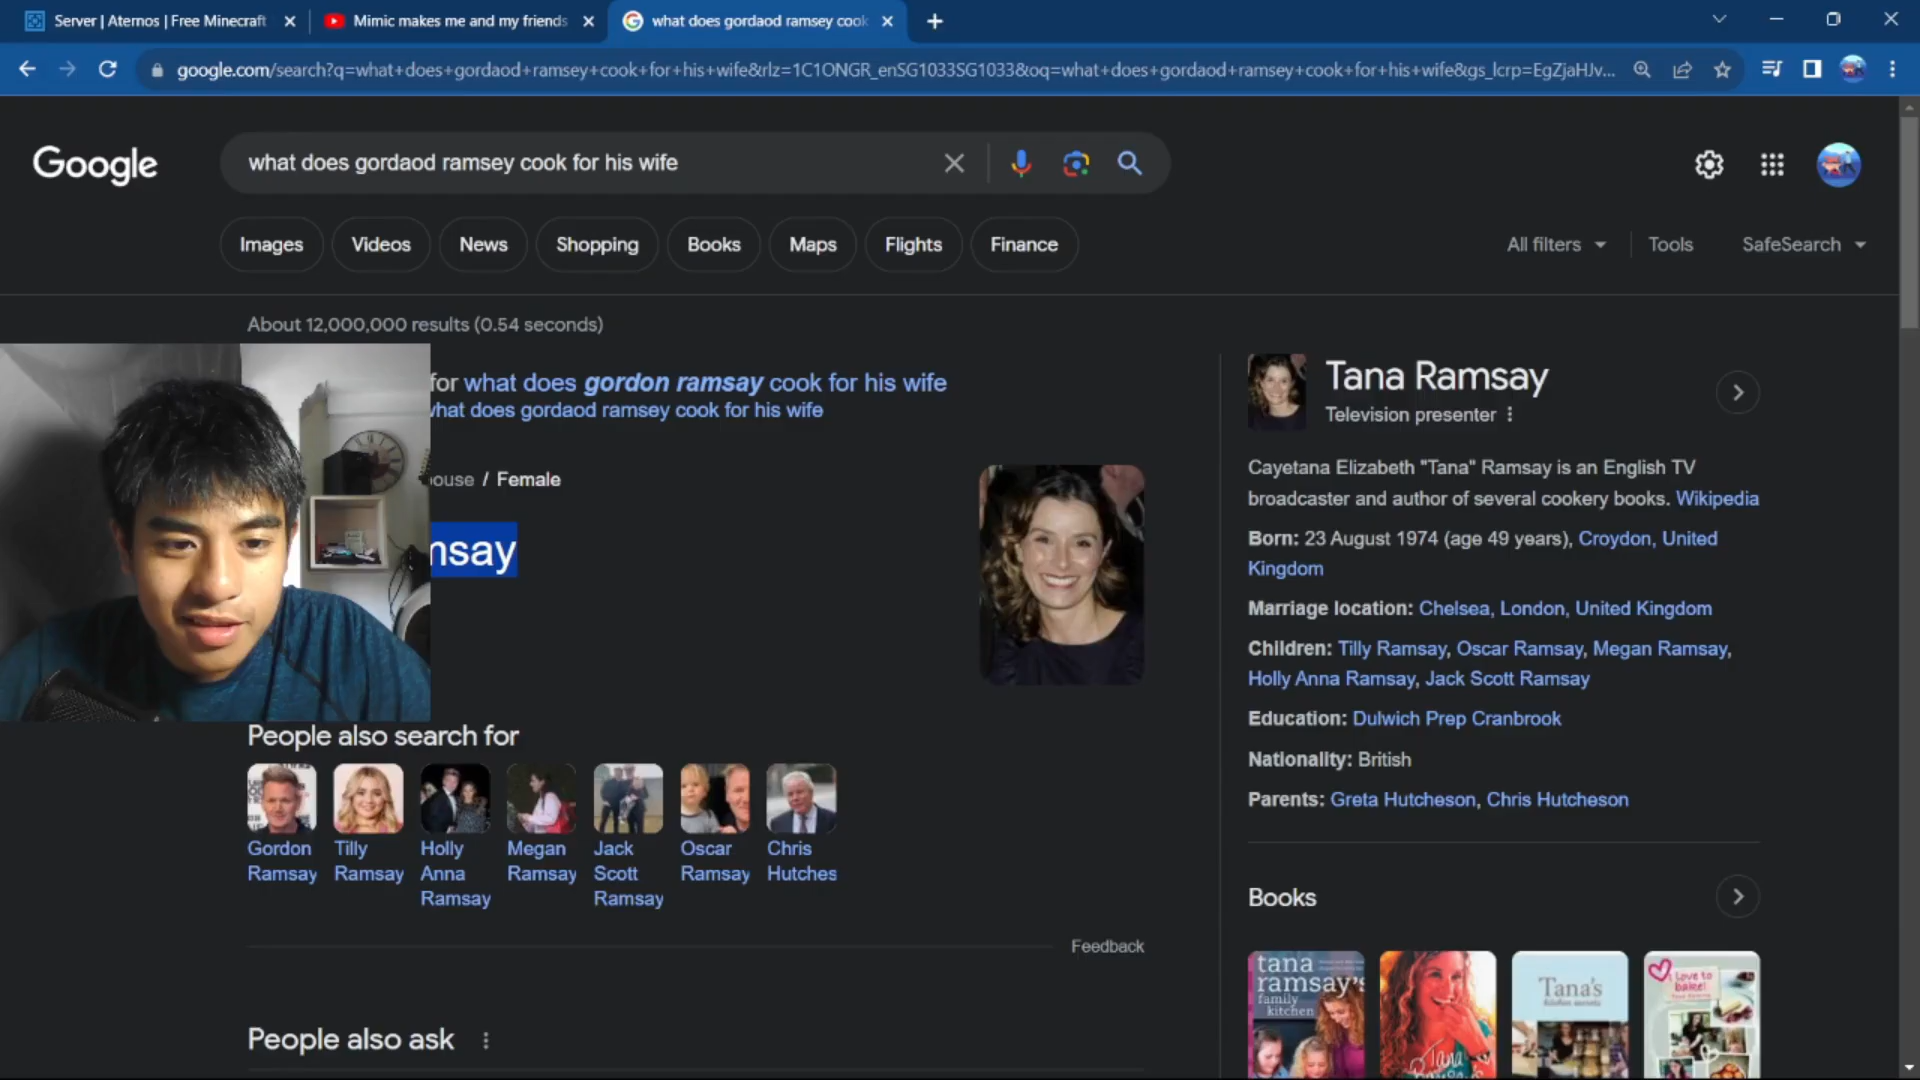 Server | Aternos | Free Minecraft
Mimic makes me and my friends
what does gordaod ramsey cook
google.com/search?q=what+does+gordaod+ramsey+cook+for+his+wife&rlz=1C1ONGR_enSG1033SG1033&oq=what+does+gordaod+ramsey+cook+for+his+wife&gs_lcrp=EgZjaHJv...
Google
what does gordaod ramsey cook for his wife
Images
Videos
News
Shopping
Books
Maps
Flights
Finance
All filters
Tools
SafeSearch
About 12,000,000 results (0.54 seconds)
for what does gordon ramsay cook for his wife
what does gordaod ramsey cook for his wife
ouse / Female
msay
People also search for
Gordon Ramsay
Tilly Ramsay
Holly Anna Ramsay
Megan Ramsay
Jack Scott Ramsay
Oscar Ramsay
Chris Hutches
Feedback
People also ask
Tana Ramsay
Television presenter
Cayetana Elizabeth "Tana" Ramsay is an English TV
broadcaster and author of several cookery books. Wikipedia
Born: 23 August 1974 (age 49 years), Croydon, United
Kingdom
Marriage location: Chelsea, London, United Kingdom
Children: Tilly Ramsay, Oscar Ramsay, Megan Ramsay,
Holly Anna Ramsay, Jack Scott Ramsay
Education: Dulwich Prep Cranbrook
Nationality: British
Parents: Greta Hutcheson, Chris Hutcheson
Books
tana
ramsay's
family
kitchen
Tana
Tana's
kitchen secrets
I love to
bake!